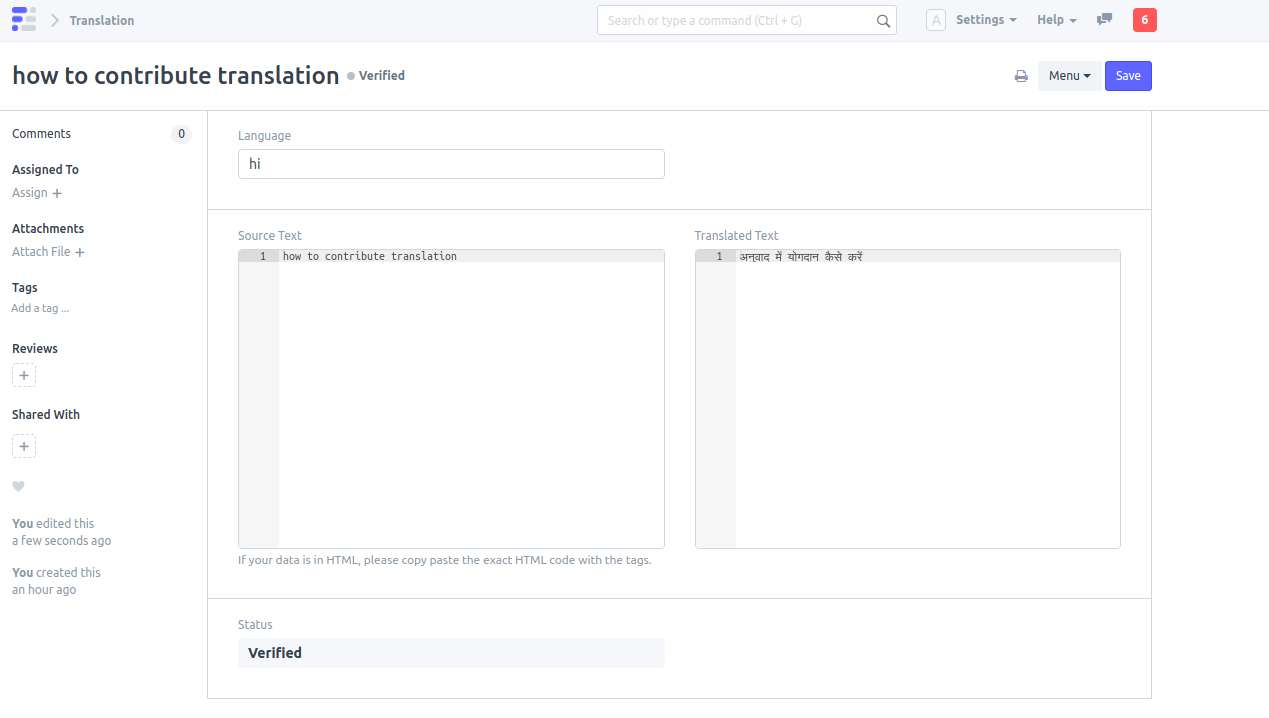 Translation
Search or type a command (Ctrl + G)
A
Settings
Help
6
how to contribute translation
Verified
Menu
Save
Comments
0
Assigned To
Assign +
Attachments
Attach File +
Tags
Add a tag ...
Reviews
+
Shared With
+
You edited this
a few seconds ago
You created this
an hour ago
Language
hi
Source Text
1 how to contribute translation
If your data is in HTML, please copy paste the exact HTML code with the tags.
Translated Text
1 अनुवाद में योगदान कैसे करें
Status
Verified